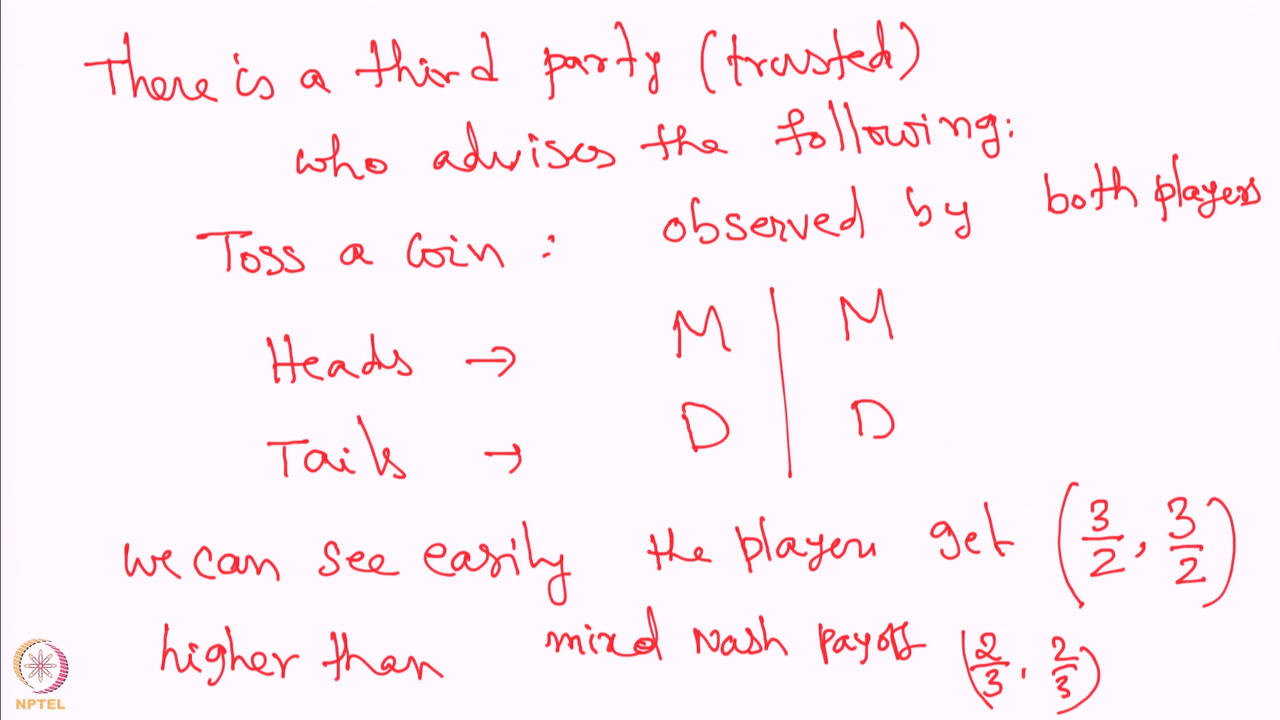 There is a third party (trusted)
who advises the following:
Toss a coin : observed by both players
Heads → M | M
Tails → D | D
we can see easily the players get (3/2, 3/2)
higher than mixed Nash payoff (2/3, 2/3)
NPTEL